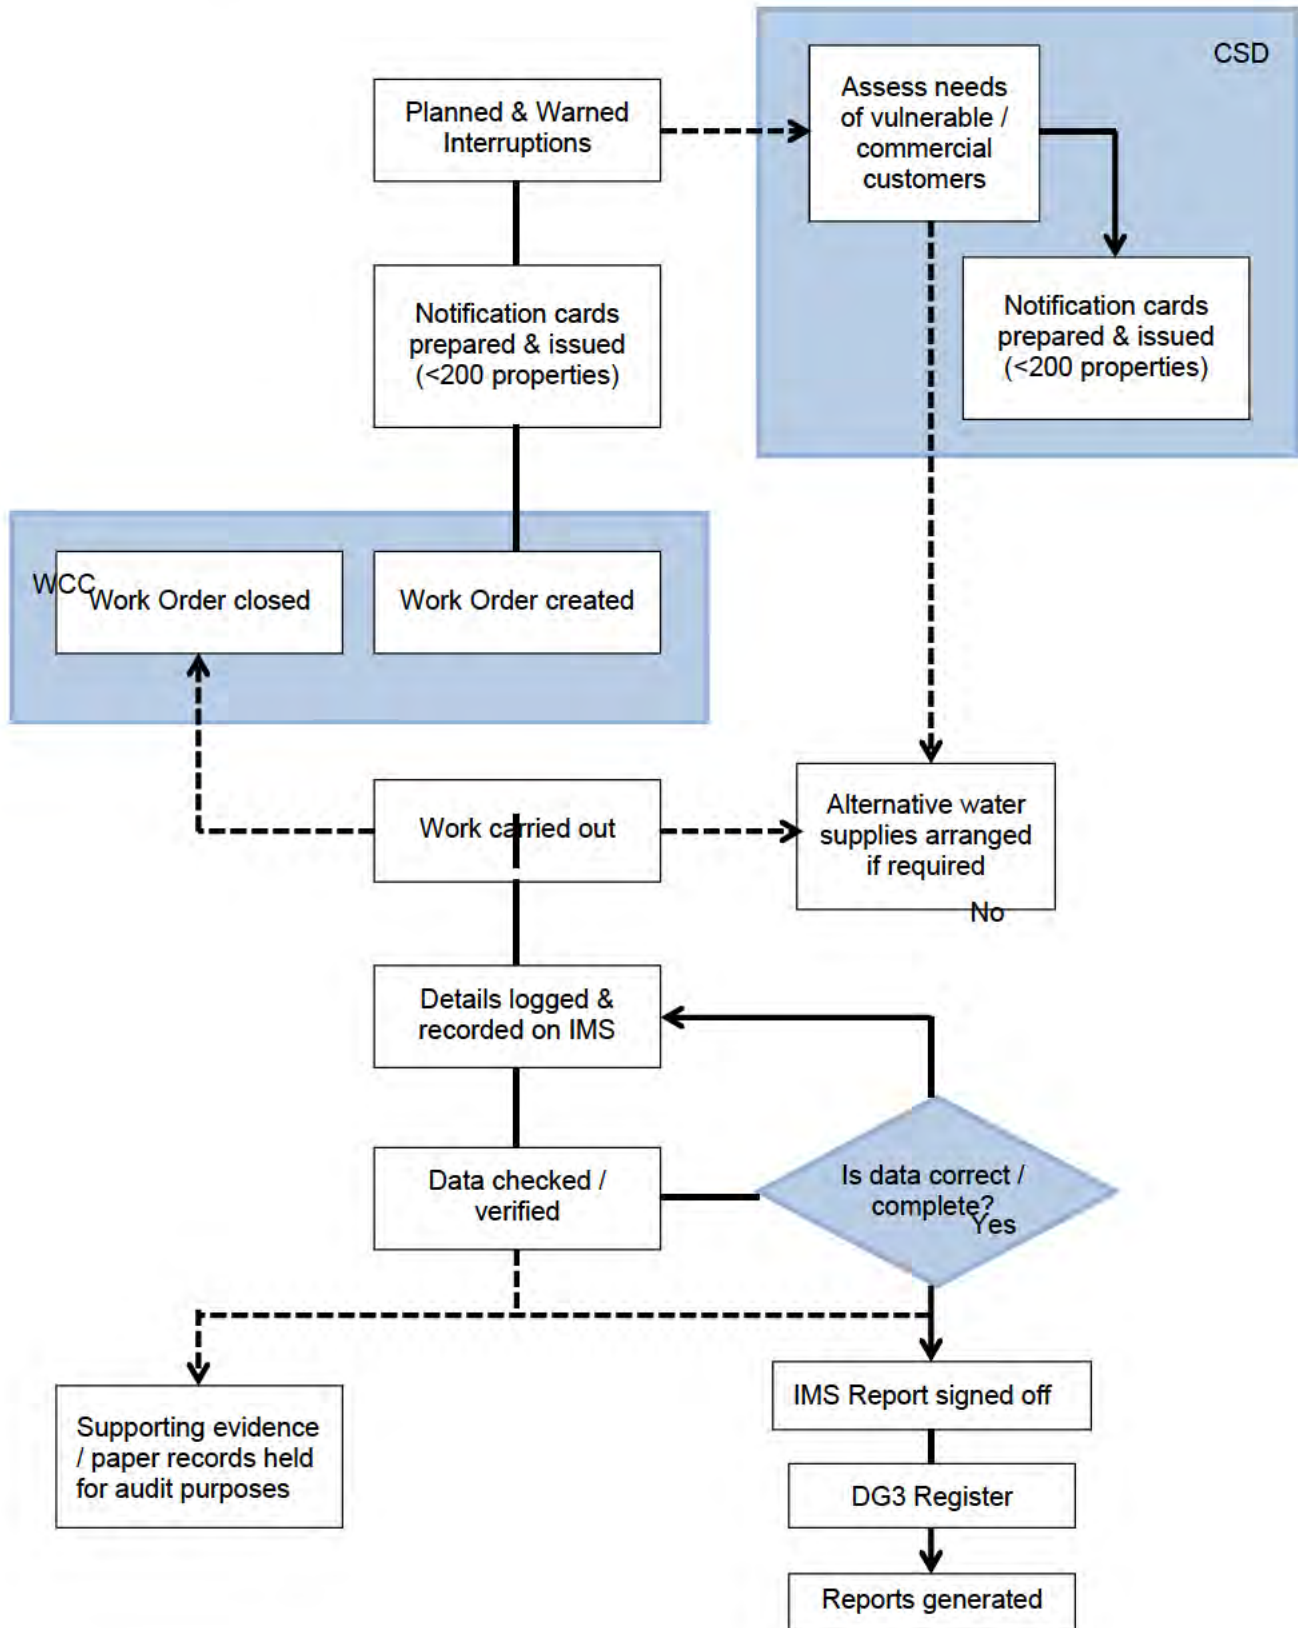 CSD
Planned & Warned
Interruptions
Assess needs
of vulnerable /
commercial
customers
Notification cards
prepared & issued
(<200 properties)
Notification cards
prepared & issued
(<200 properties)
WCC
Work Order closed
Work Order created
Work carried out
Alternative water
supplies arranged
if required
No
Details logged &
recorded on IMS
Data checked /
verified
Is data correct /
complete?
Yes
Supporting evidence
/ paper records held
for audit purposes
IMS Report signed off
DG3 Register
Reports generated